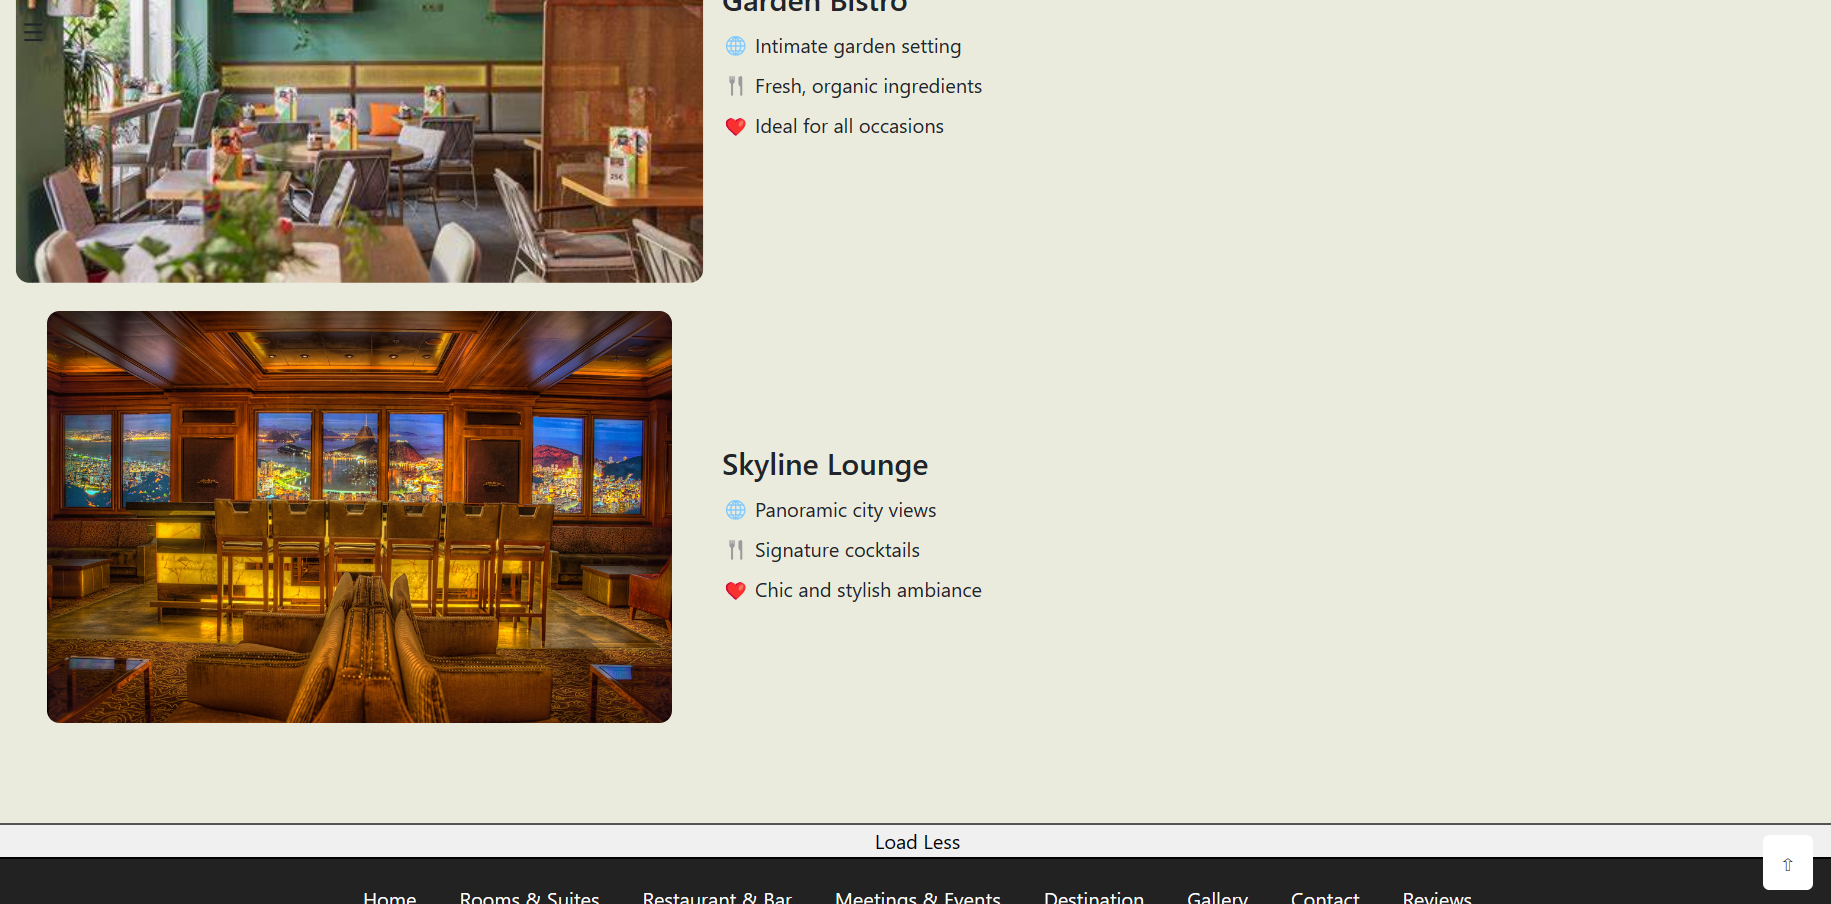 Garden Bistro
Intimate garden setting
Fresh, organic ingredients
Ideal for all occasions
25€
Skyline Lounge
Panoramic city views
Signature cocktails
Chic and stylish ambiance
Load Less
⇧
Home Rooms & Suites Restaurant & Bar Meetings & Events Destination Gallery Contact Reviews